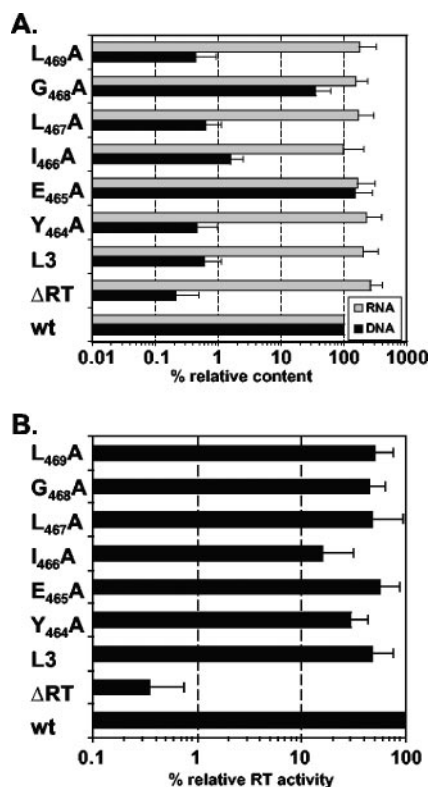 A.
L₄₆₉A
G₄₆₈A
L₄₆₇A
I₄₆₆A
E₄₆₅A
Y₄₆₄A
L3
ΔRT
wt
RNA
DNA
0.01 0.1 1 10 100 1000
% relative content
B.
L₄₆₉A
G₄₆₈A
L₄₆₇A
I₄₆₆A
E₄₆₅A
Y₄₆₄A
L3
ΔRT
wt
0.1 1 10 100
% relative RT activity